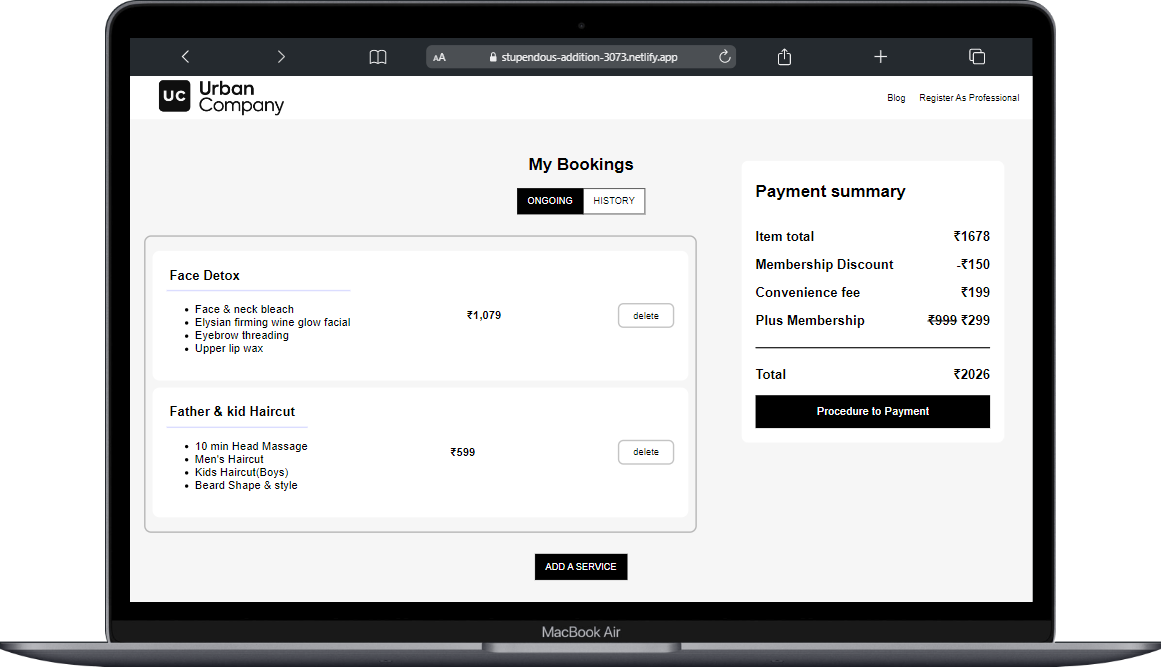 AA stupendous-addition-3073.netlify.app
UC Urban
Company
Blog Register As Professional
My Bookings
ONGOING HISTORY
Face Detox
Face & neck bleach
Elysian firming wine glow facial
Eyebrow threading
Upper lip wax
₹1,079
delete
Father & kid Haircut
10 min Head Massage
Men's Haircut
Kids Haircut(Boys)
Beard Shape & style
₹599
delete
ADD A SERVICE
Payment summary
Item total ₹1678
Membership Discount -₹150
Convenience fee ₹199
Plus Membership ₹999 ₹299
Total ₹2026
Procedure to Payment
MacBook Air